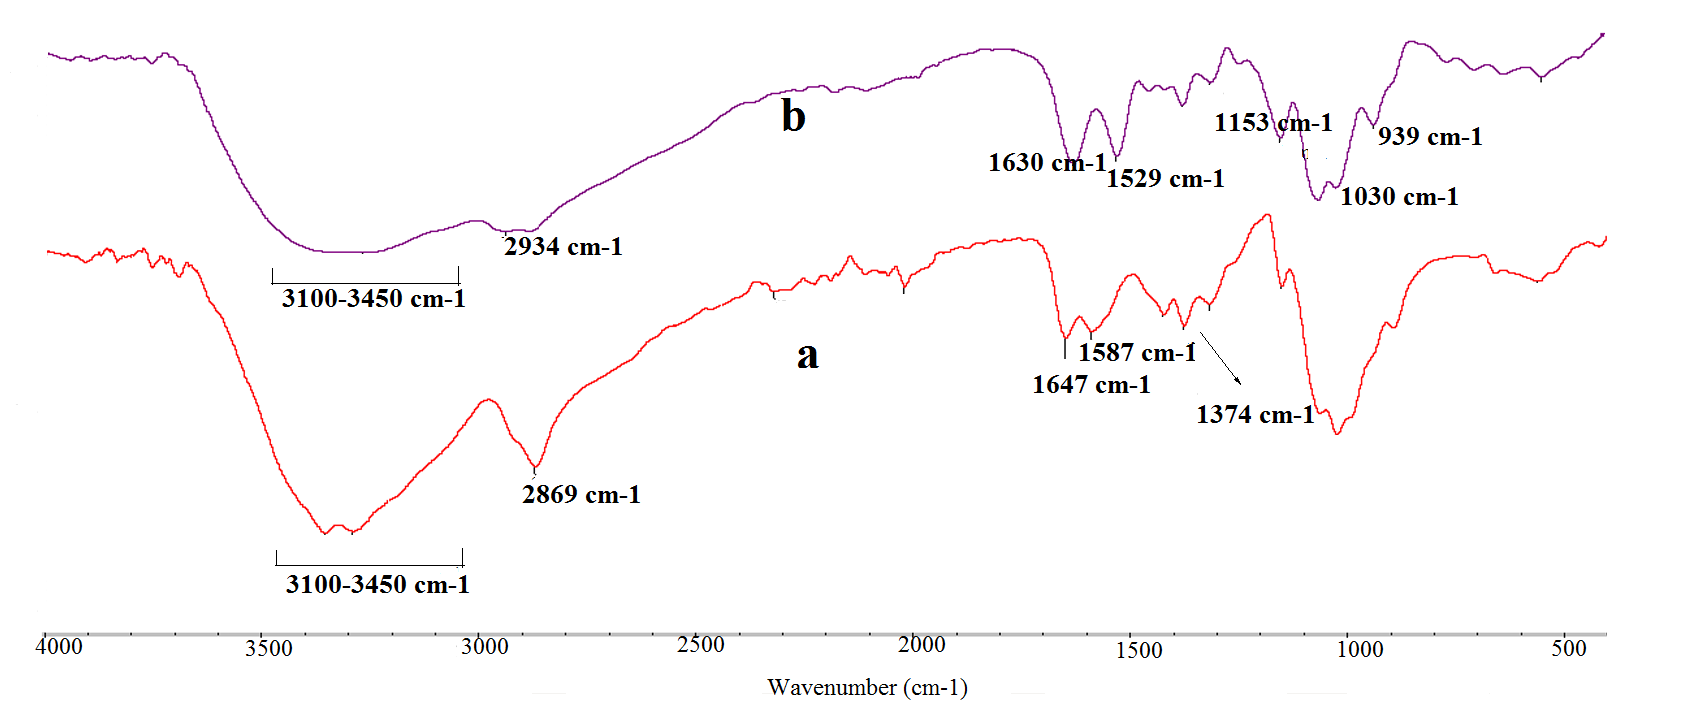 b
1153 cm-1
939 cm-1
1630 cm-1
1529 cm-1
1030 cm-1
2934 cm-1
3100-3450 cm-1
a
1587 cm-1
1647 cm-1
1374 cm-1
2869 cm-1
3100-3450 cm-1
4000 3500 3000 2500 2000 1500 1000 500
Wavenumber (cm-1)